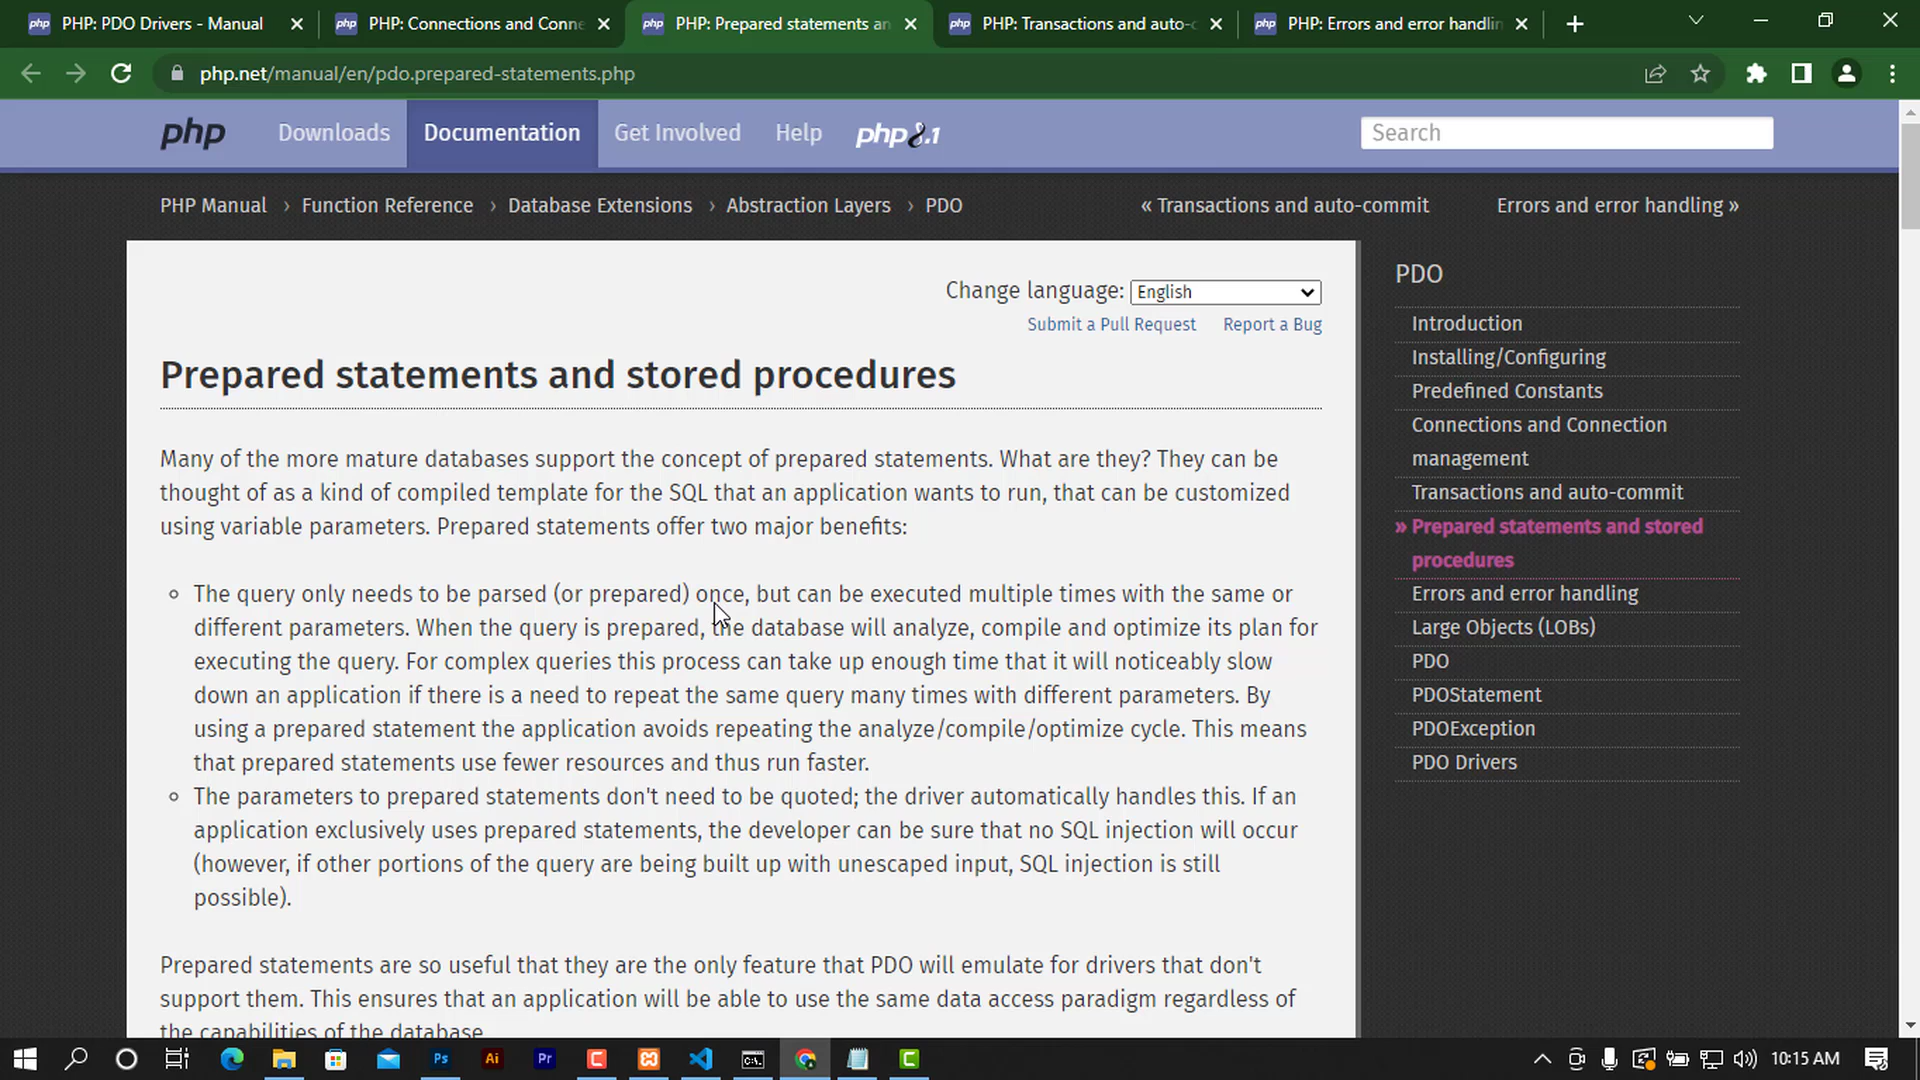 PHP: PDO Drivers - Manual
PHP: Connections and Conne
PHP: Prepared statements an
PHP: Transactions and auto-c
PHP: Errors and error handlin
php.net/manual/en/pdo.prepared-statements.php
php
Downloads
Documentation
Get Involved
Help
php8.1
Search
PHP Manual › Function Reference › Database Extensions › Abstraction Layers › PDO
« Transactions and auto-commit
Errors and error handling »
Change language: English
Submit a Pull Request
Report a Bug
Prepared statements and stored procedures
Many of the more mature databases support the concept of prepared statements. What are they? They can be
thought of as a kind of compiled template for the SQL that an application wants to run, that can be customized
using variable parameters. Prepared statements offer two major benefits:
The query only needs to be parsed (or prepared) once, but can be executed multiple times with the same or
different parameters. When the query is prepared, the database will analyze, compile and optimize its plan for
executing the query. For complex queries this process can take up enough time that it will noticeably slow
down an application if there is a need to repeat the same query many times with different parameters. By
using a prepared statement the application avoids repeating the analyze/compile/optimize cycle. This means
that prepared statements use fewer resources and thus run faster.
The parameters to prepared statements don't need to be quoted; the driver automatically handles this. If an
application exclusively uses prepared statements, the developer can be sure that no SQL injection will occur
(however, if other portions of the query are being built up with unescaped input, SQL injection is still
possible).
Prepared statements are so useful that they are the only feature that PDO will emulate for drivers that don't
support them. This ensures that an application will be able to use the same data access paradigm regardless of
the capabilities of the database.
PDO
Introduction
Installing/Configuring
Predefined Constants
Connections and Connection
management
Transactions and auto-commit
» Prepared statements and stored
procedures
Errors and error handling
Large Objects (LOBs)
PDO
PDOStatement
PDOException
PDO Drivers
Ps
Ai
Pr
C
C
10:15 AM